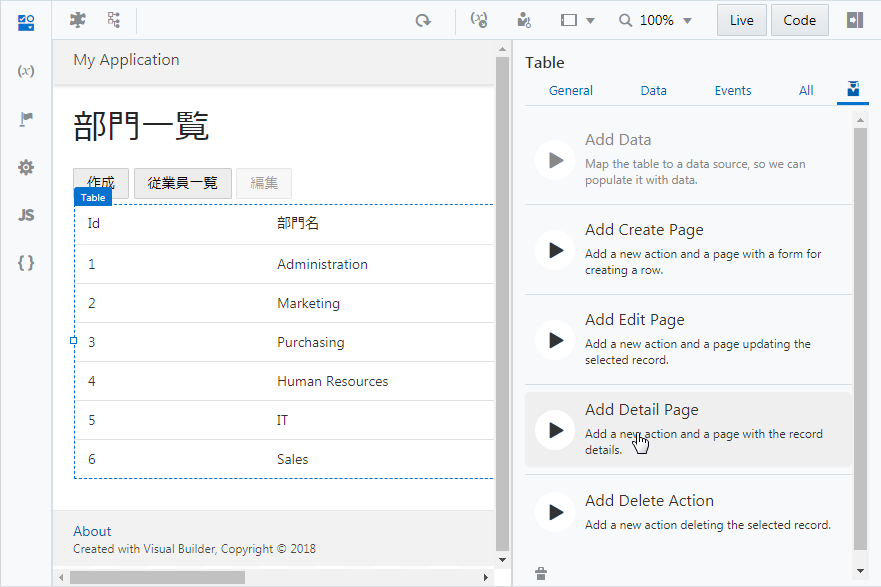 100%
Live
Code
(x)
JS
{ }
My Application
部門一覧
作成
従業員一覧
編集
Table
Id
部門名
1
Administration
2
Marketing
3
Purchasing
4
Human Resources
5
IT
6
Sales
About
Created with Visual Builder, Copyright © 2018
Table
General
Data
Events
All
Add Data
Map the table to a data source, so we can
populate it with data.
Add Create Page
Add a new action and a page with a form for
creating a row.
Add Edit Page
Add a new action and a page updating the
selected record.
Add Detail Page
Add a new action and a page with the record
details.
Add Delete Action
Add a new action deleting the selected record.